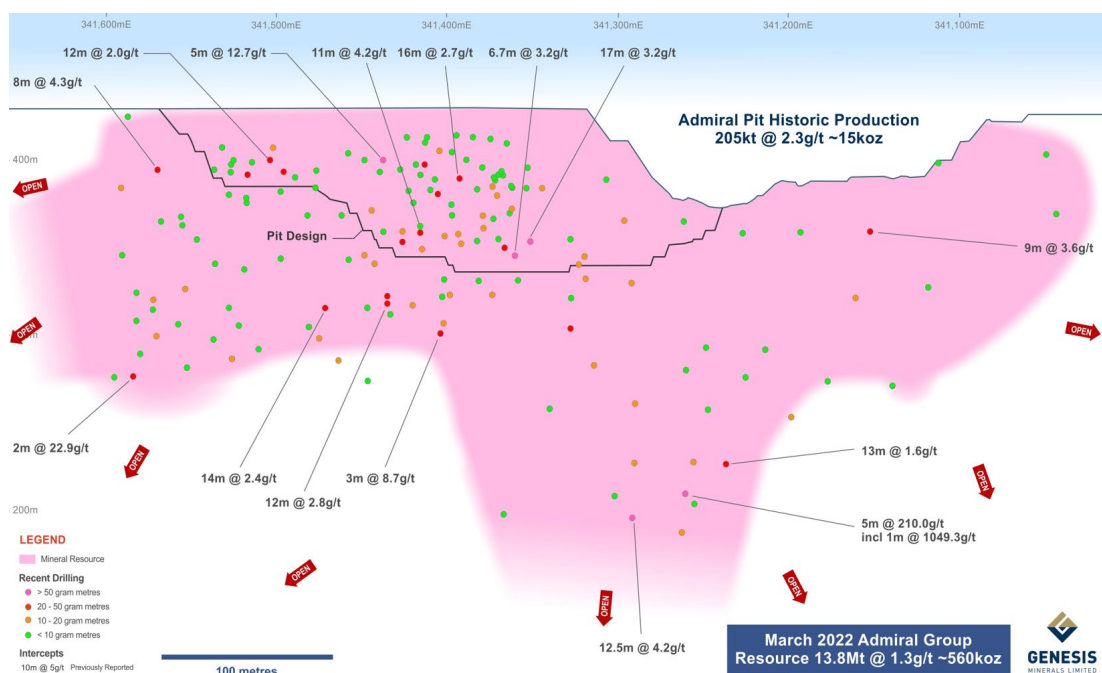 341,600mE 341,500mE 341,400mE 341,300mE 341,200mE 341,100mE
12m @ 2.0g/t 5m @ 12.7g/t 11m @ 4.2g/t 16m @ 2.7g/t 6.7m @ 3.2g/t 17m @ 3.2g/t
8m @ 4.3g/t
Admiral Pit Historic Production
205kt @ 2.3g/t ~15koz
400m
OPEN
Pit Design
9m @ 3.6g/t
OPEN
OPEN
2m @ 22.9g/t
14m @ 2.4g/t
12m @ 2.8g/t
3m @ 8.7g/t
13m @ 1.6g/t
OPEN
OPEN
200m
5m @ 210.0g/t
incl 1m @ 1049.3g/t
LEGEND
Mineral Resource
Recent Drilling
> 50 gram metres
20 - 50 gram metres
10 - 20 gram metres
< 10 gram metres
Intercepts
10m @ 5g/t Previously Reported
OPEN
OPEN
OPEN
12.5m @ 4.2g/t
100 metres
March 2022 Admiral Group
Resource 13.8Mt @ 1.3g/t ~560koz
GENESIS
MINERALS LIMITED